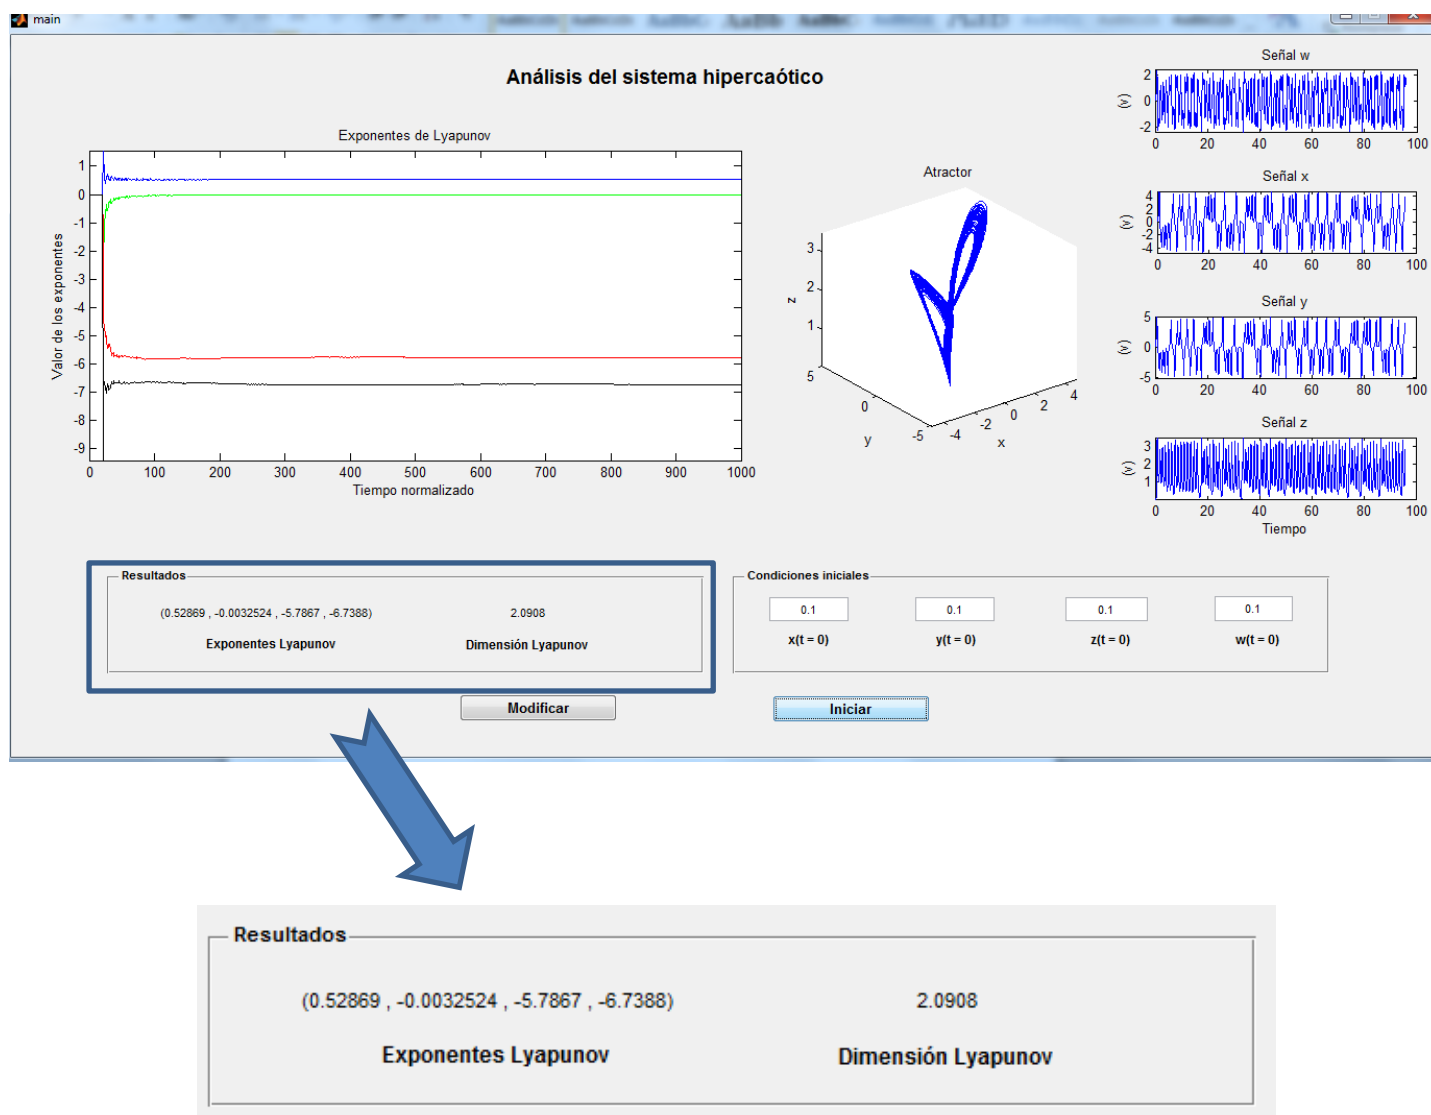 main
Análisis del sistema hipercaótico
Exponentes de Lyapunov
Valor de los exponentes
1
0
-1
-2
-3
-4
-5
-6
-7
-8
-9
0 100 200 300 400 500 600 700 800 900 1000
Tiempo normalizado
Atractor
z
3
2
1
5
0
-5
y
-4
-2
0
2
4
x
Señal w
(v)
2
0
-2
0 20 40 60 80 100
Señal x
(v)
4
2
0
-2
-4
0 20 40 60 80 100
Señal y
(v)
5
0
-5
0 20 40 60 80 100
Señal z
(v)
3
2
1
0 20 40 60 80 100
Tiempo
Resultados
(0.52869 , -0.0032524 , -5.7867 , -6.7388) 2.0908
Exponentes Lyapunov Dimensión Lyapunov
Condiciones iniciales
0.1 0.1 0.1 0.1
x(t = 0) y(t = 0) z(t = 0) w(t = 0)
Modificar Iniciar
Resultados
(0.52869 , -0.0032524 , -5.7867 , -6.7388) 2.0908
Exponentes Lyapunov Dimensión Lyapunov